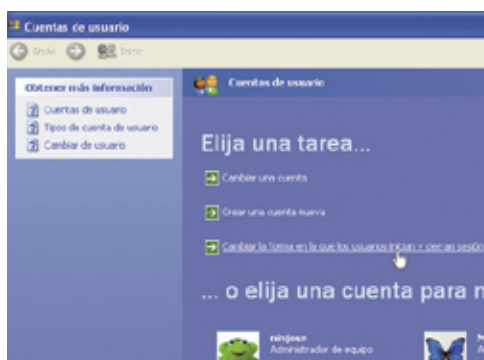 Cuentas de usuario
Atrás Inicio
Obtener más información
Cuentas de usuario
Tipos de cuenta de usuario
Cambiar de usuario
Cuentas de usuario
Elija una tarea...
Cambiar una cuenta
Crear una cuenta nueva
Cambiar la forma en la que los usuarios inician y cierran sesión
... o elija una cuenta para
Administrador de equipo